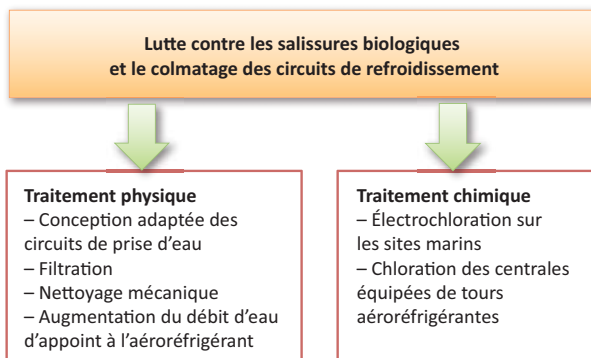 Lutte contre les salissures biologiques
et le colmatage des circuits de refroidissement
Traitement physique
– Conception adaptée des
circuits de prise d'eau
– Filtration
– Nettoyage mécanique
– Augmentation du débit d'eau
d'appoint à l'aéroréfrigérant
Traitement chimique
– Électrochloration sur
les sites marins
– Chloration des centrales
équipées de tours
aéroréfrigérantes